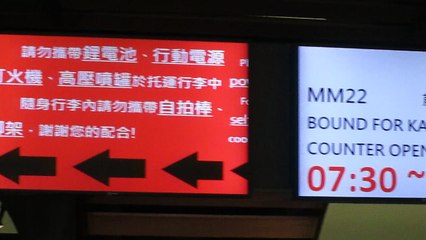 請勿攜帶鋰電池、行動電源
打火機、高壓噴罐於托運行李中
隨身行李內請勿攜帶自拍棒、
腳架、謝謝您的配合!
MM22
BOUND FOR KA
COUNTER OPEN
07:30 ~